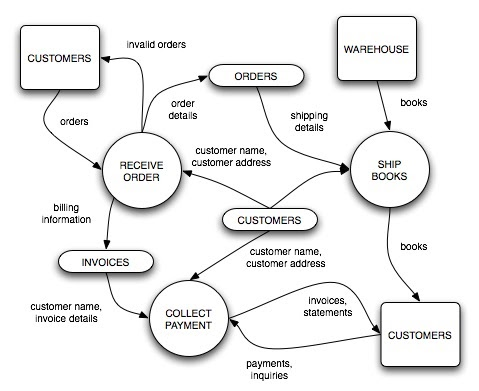 CUSTOMERS
invalid orders
WAREHOUSE
ORDERS
order
details
books
orders
shipping
details
customer name,
customer address
RECEIVE
ORDER
SHIP
BOOKS
billing
information
CUSTOMERS
books
customer name,
customer address
INVOICES
customer name,
invoice details
COLLECT
PAYMENT
invoices,
statements
CUSTOMERS
payments,
inquiries